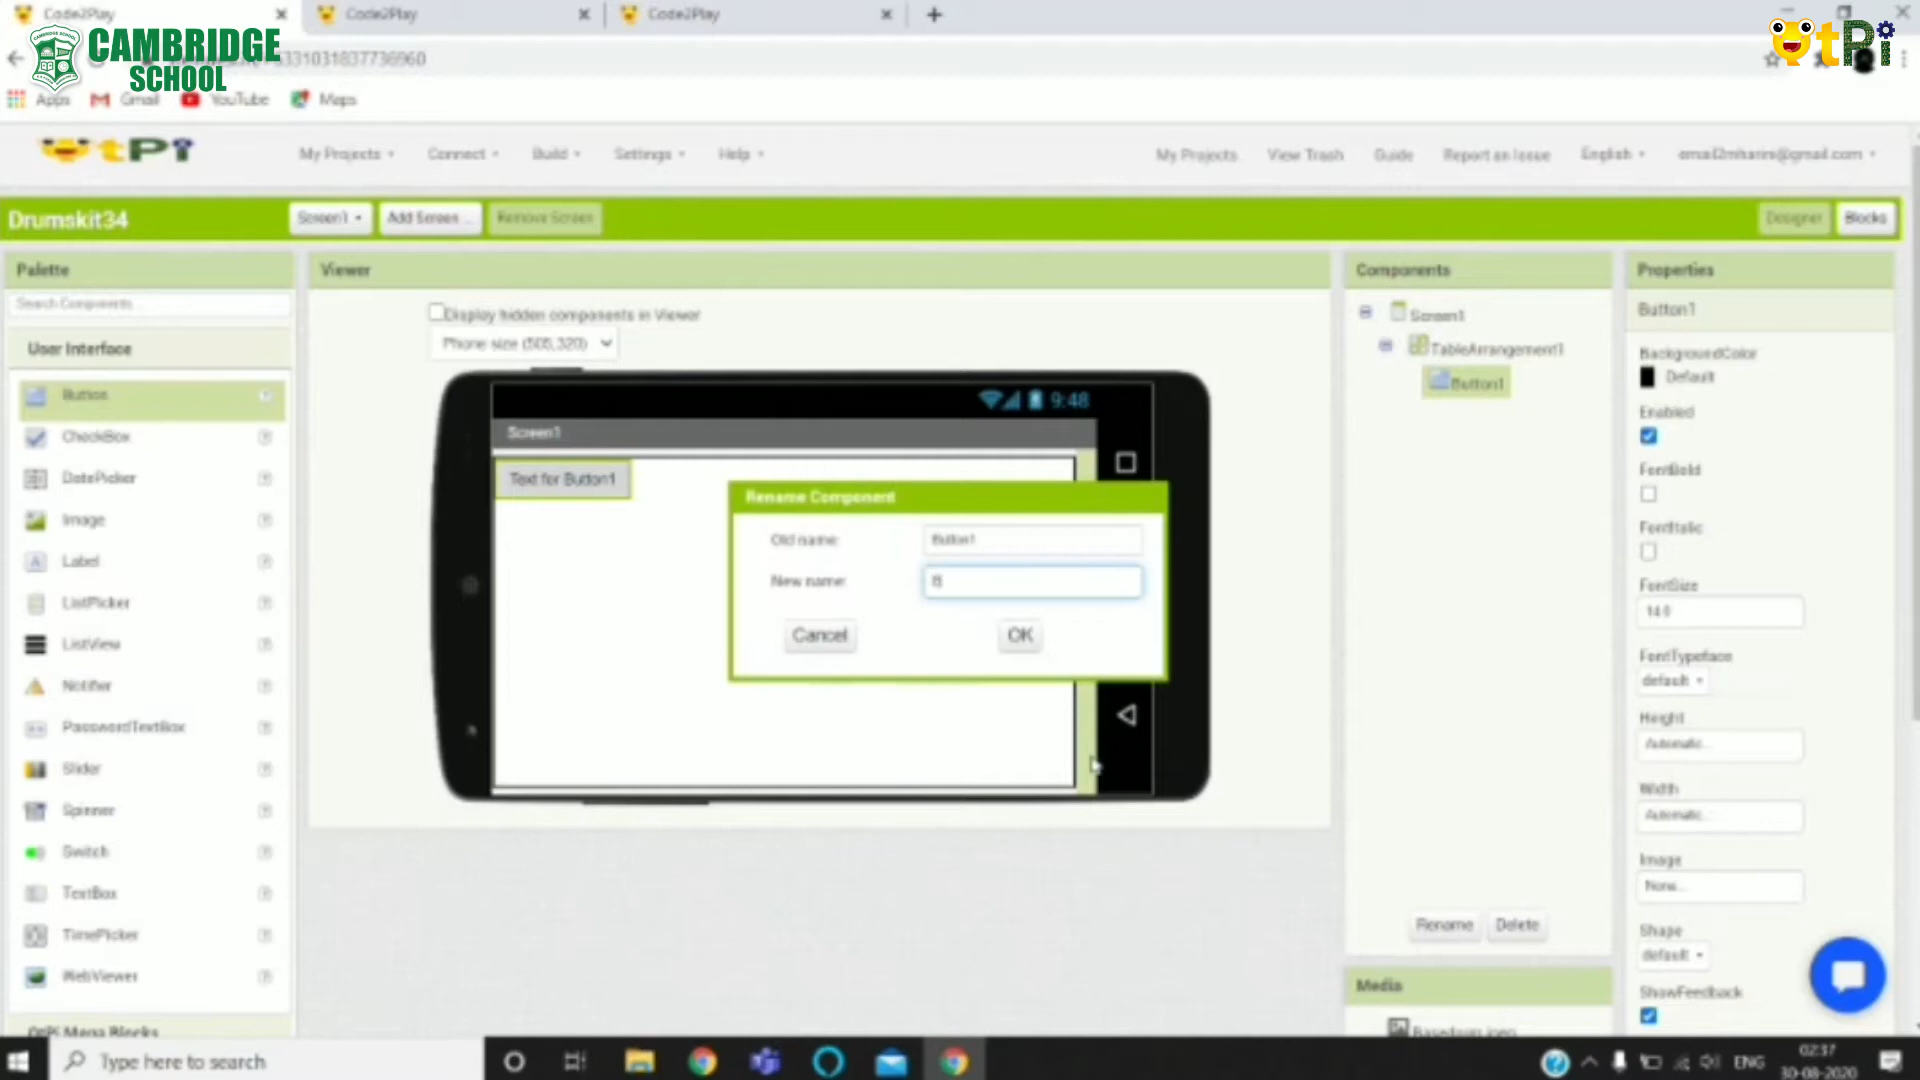 Code2Play
Code2Play
Code2Play
CAMBRIDGE
SCHOOL
331031837736960
tPi
Apps
Gmail
YouTube
Maps
tPi
My Projects
Connect
Build
Settings
Help
My Projects
View Trash
Guide
Report an Issue
English
Drumskit34
Screen1
Add Screen ...
Remove Screen
Designer
Blocks
Palette
Viewer
Components
Properties
Search Components...
User Interface
Button
CheckBox
DatePicker
Image
Label
ListPicker
ListView
Notifier
PasswordTextBox
Slider
Spinner
Switch
TextBox
TimePicker
WebViewer
Display hidden components in Viewer
Phone size (505,320)
9:48
Screen1
Text for Button1
Rename Component
Old name:
Button1
New name:
Cancel
OK
Screen1
TableArrangement1
Button1
Rename
Delete
Media
Button1
BackgroundColor
Default
Enabled
FontBold
FontItalic
FontSize
14.0
FontTypeface
default
Height
Automatic...
Width
Automatic...
Image
None...
Shape
default
ShowFeedback
Type here to search
ENG
02:37
30-08-2020